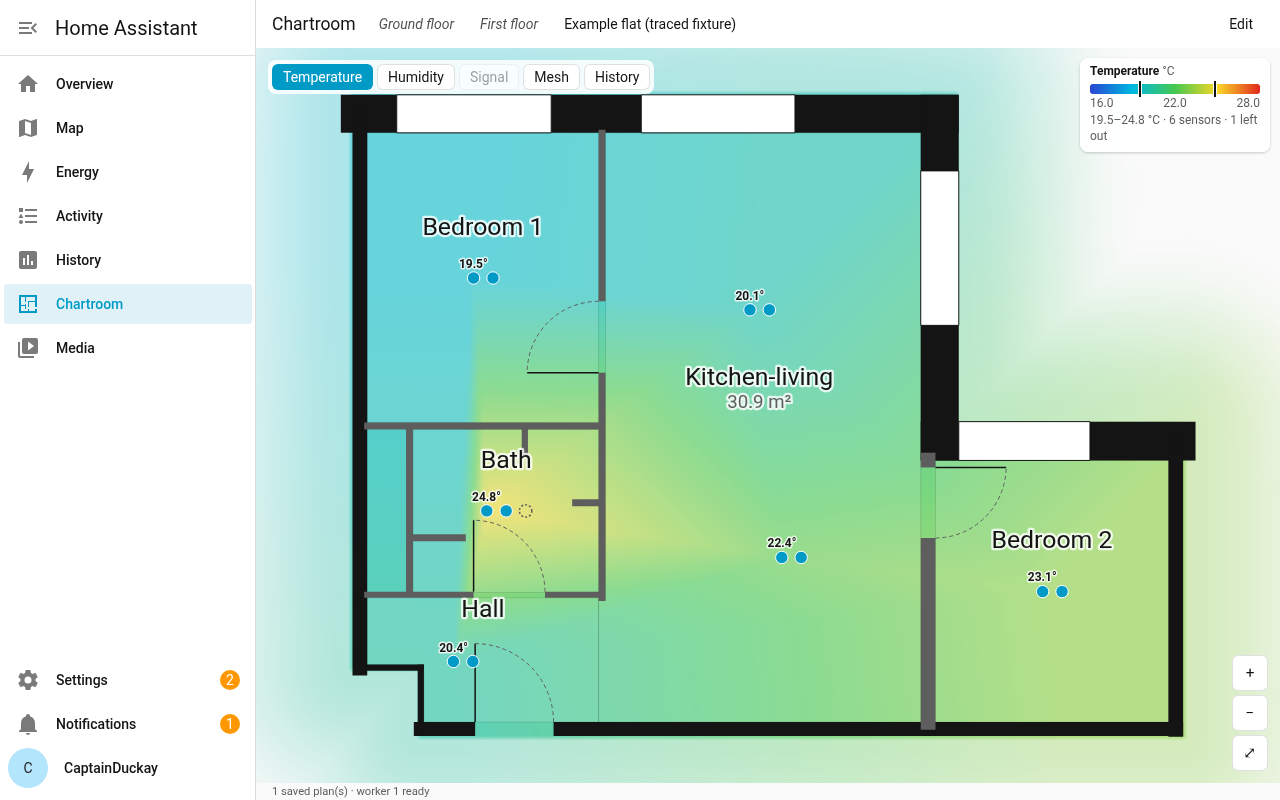 Home Assistant
Overview
Map
Energy
Activity
History
Chartroom
Media
Settings
2
Notifications
1
C
CaptainDuckay
Chartroom
Ground floor
First floor
Example flat (traced fixture)
Edit
Temperature
Humidity
Signal
Mesh
History
Temperature °C
16.0
22.0
28.0
19.5–24.8 °C · 6 sensors · 1 left
out
Bedroom 1
19.5°
20.1°
Kitchen-living
30.9 m²
Bath
24.8°
22.4°
Bedroom 2
23.1°
Hall
20.4°
+
−
1 saved plan(s) · worker 1 ready